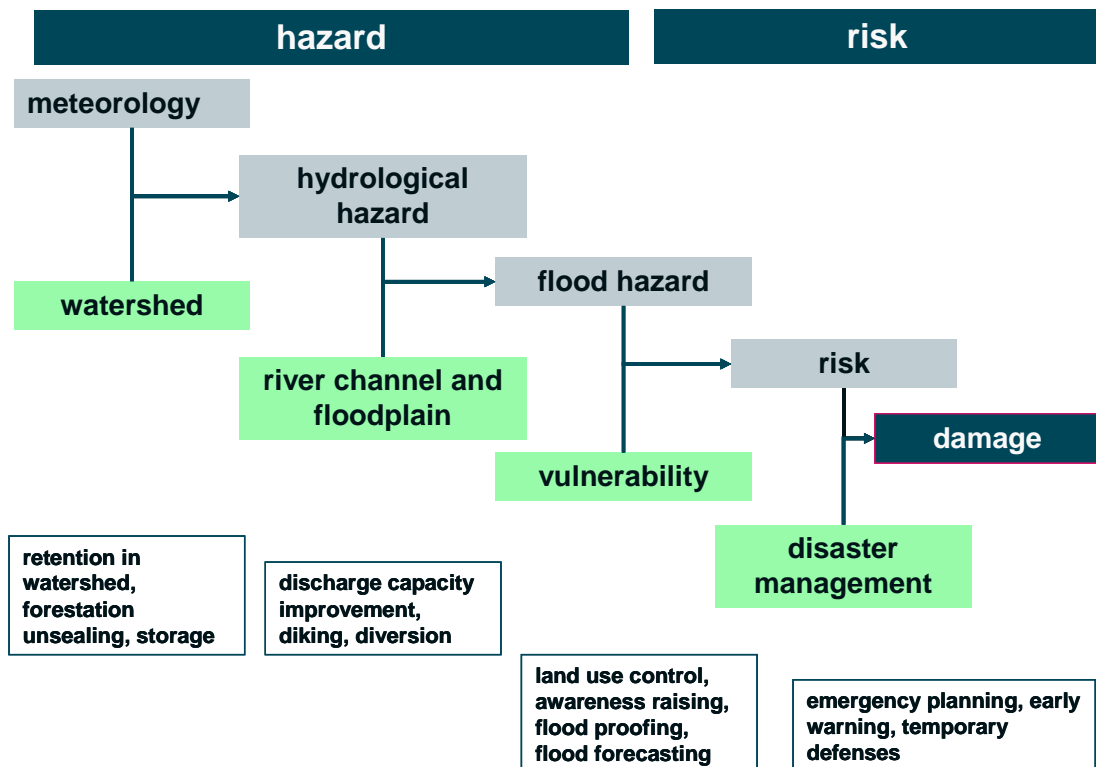 hazard
risk
meteorology
hydrological
hazard
watershed
flood hazard
river channel and
floodplain
risk
damage
vulnerability
disaster
management
retention in
watershed,
forestation
unsealing, storage
discharge capacity
improvement,
diking, diversion
land use control,
awareness raising,
flood proofing,
flood forecasting
emergency planning, early
warning, temporary
defenses